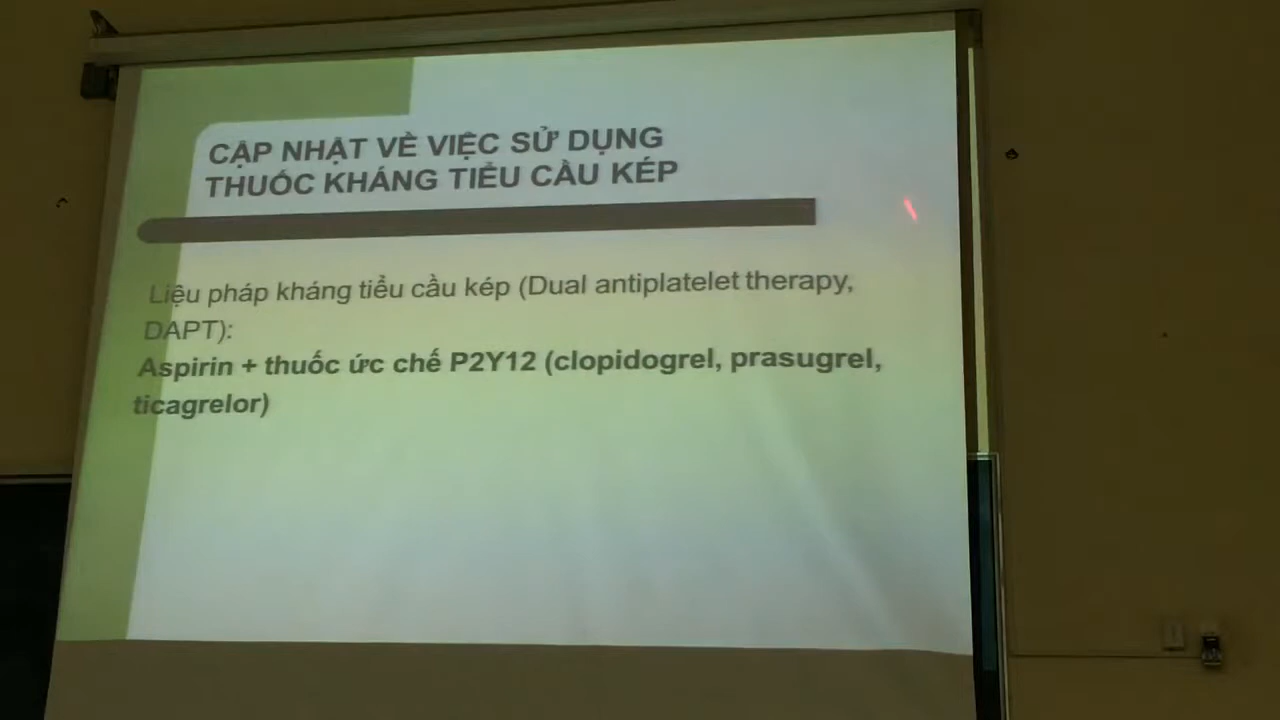 CẬP NHẬT VỀ VIỆC SỬ DỤNG
THUỐC KHÁNG TIỂU CẦU KÉP
Liệu pháp kháng tiểu cầu kép (Dual antiplatelet therapy,
DAPT):
Aspirin + thuốc ức chế P2Y12 (clopidogrel, prasugrel,
ticagrelor)